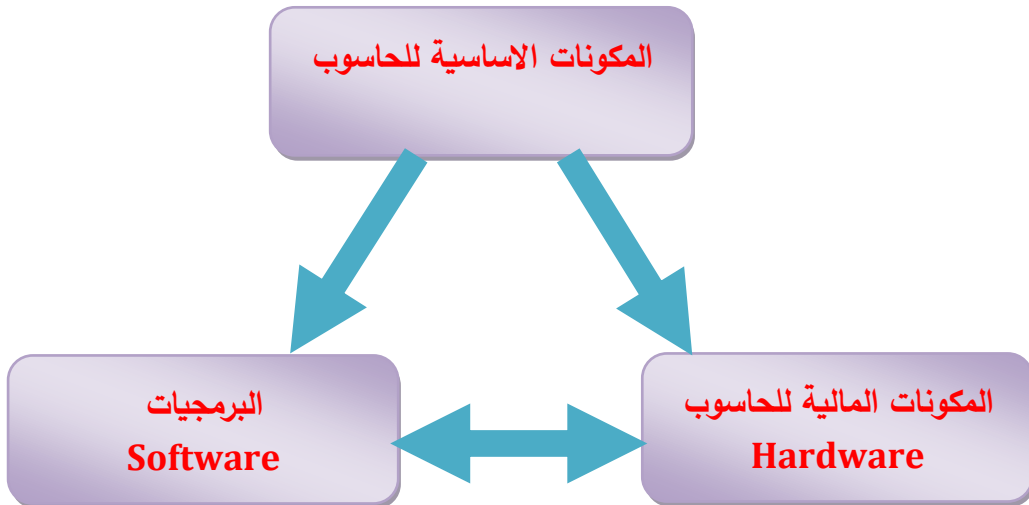 المكونات الاساسية للحاسوب
المكونات المالية للحاسوب
Hardware
البرمجيات
Software